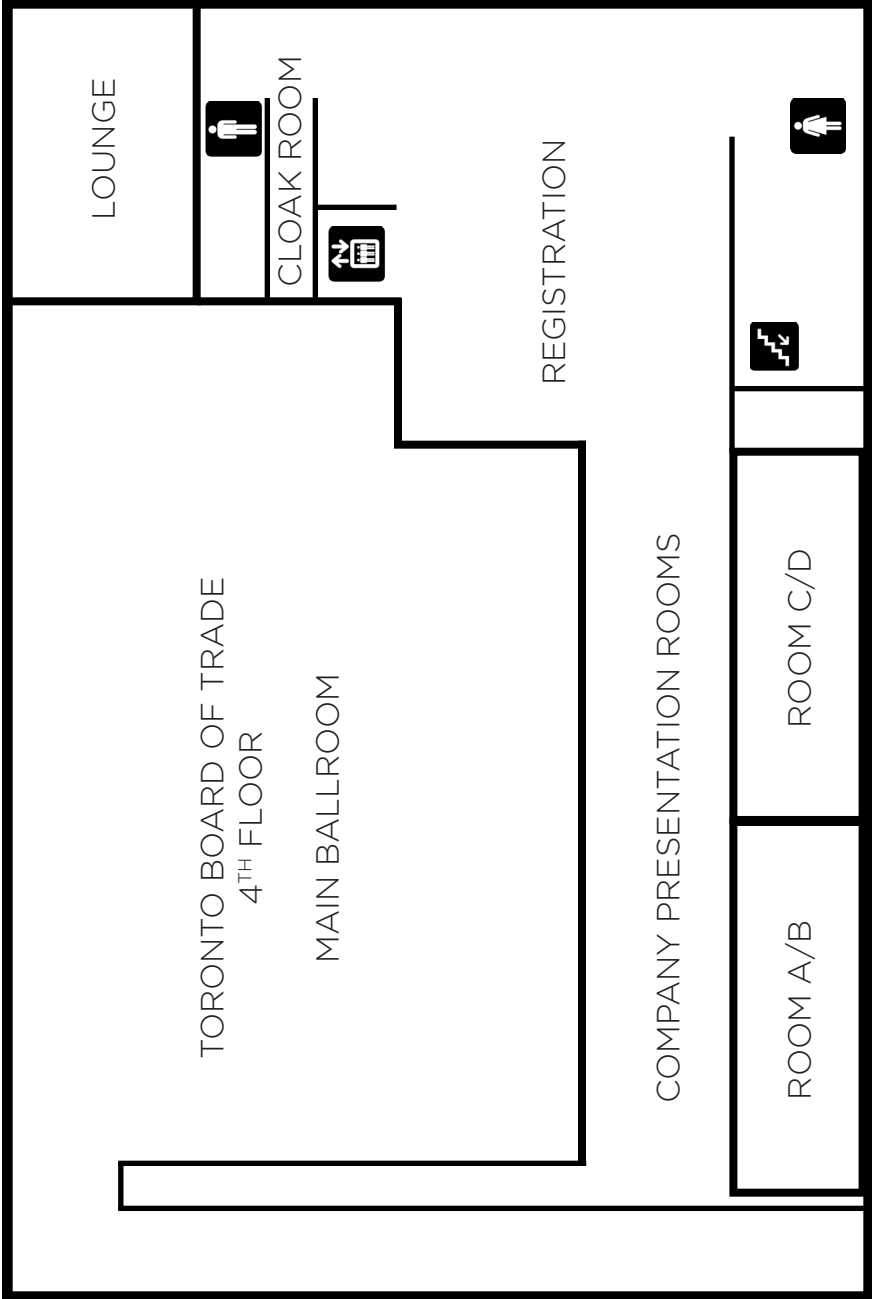 LOUNGE
CLOAK ROOM
REGISTRATION
TORONTO BOARD OF TRADE
4TH FLOOR
MAIN BALLROOM
COMPANY PRESENTATION ROOMS
ROOM A/B
ROOM C/D